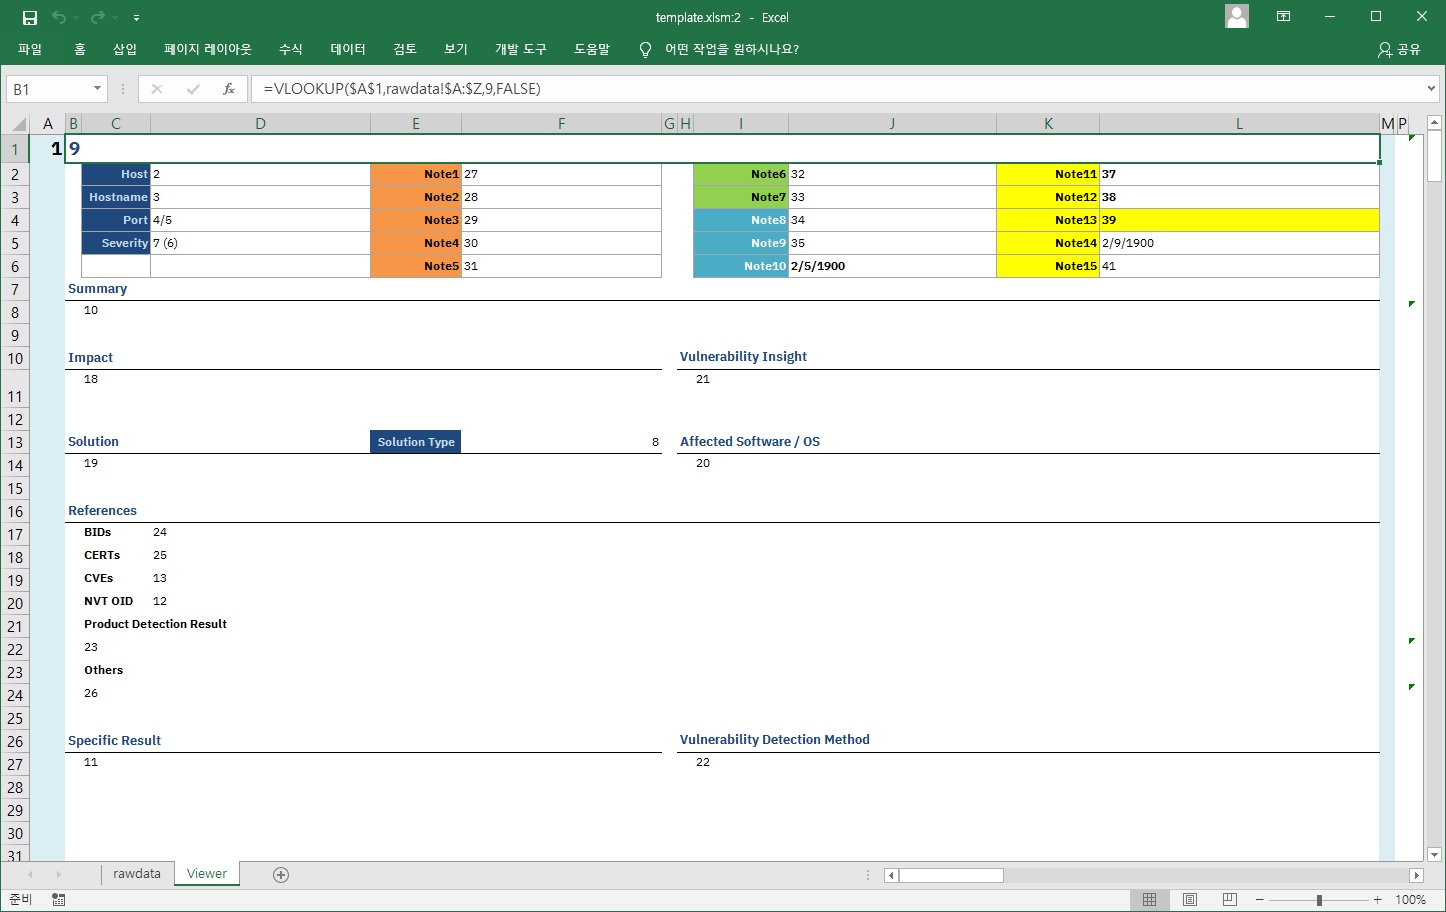 template.xlsm:2 - Excel
파일 홈 삽입 페이지 레이아웃 수식 데이터 검토 보기 개발 도구 도움말 어떤 작업을 원하시나요? 공유
B1 fx =VLOOKUP($A$1,rawdata!$A:$Z,9,FALSE)
A B C D E F G H I J K L M P
1 1 9
2 Host 2 Note1 27 Note6 32 Note11 37
3 Hostname 3 Note2 28 Note7 33 Note12 38
4 Port 4/5 Note3 29 Note8 34 Note13 39
5 Severity 7 (6) Note4 30 Note9 35 Note14 2/9/1900
6 Note5 31 Note10 2/5/1900 Note15 41
7 Summary
8 10
9
10 Impact Vulnerability Insight
11 18 21
12
13 Solution Solution Type 8 Affected Software / OS
14 19 20
15
16 References
17 BIDs 24
18 CERTs 25
19 CVEs 13
20 NVT OID 12
21 Product Detection Result
22 23
23 Others
24 26
25
26 Specific Result Vulnerability Detection Method
27 11 22
28
29
30
31
rawdata Viewer
준비 100%